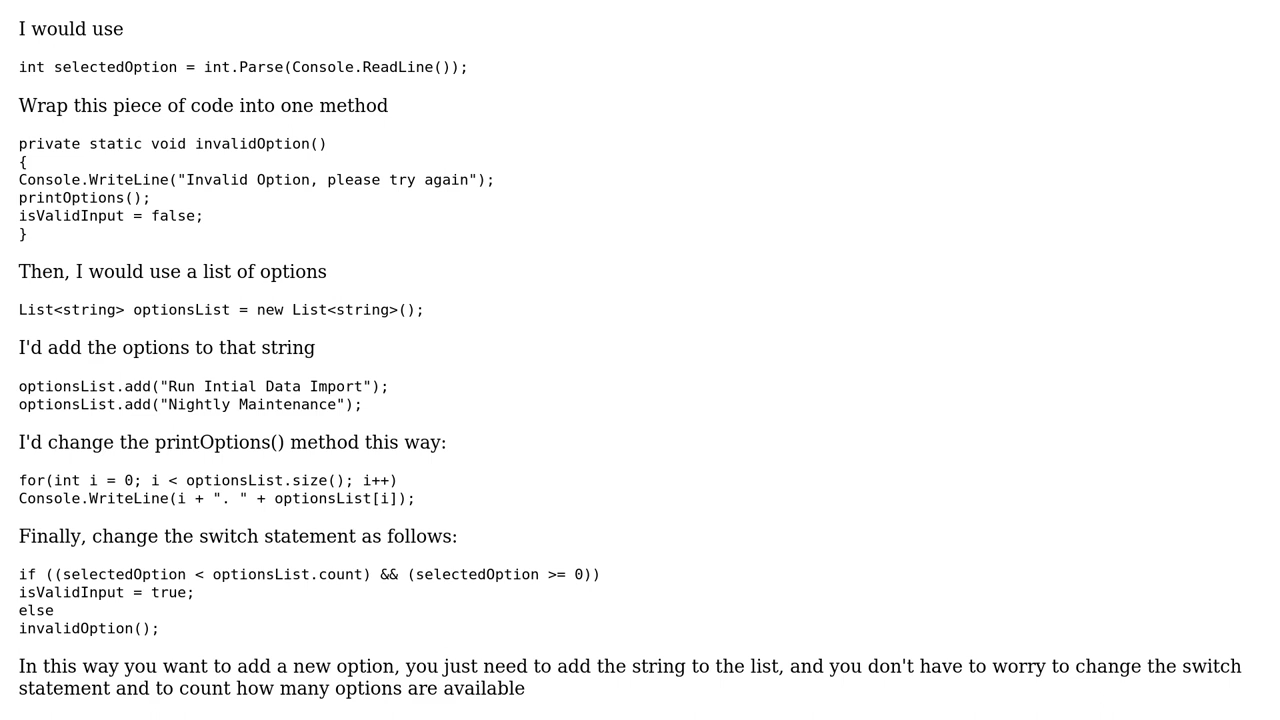 I would use
int selectedOption = int.Parse(Console.ReadLine());
Wrap this piece of code into one method
private static void invalidOption()
{
Console.WriteLine("Invalid Option, please try again");
printOptions();
isValidInput = false;
}
Then, I would use a list of options
List<string> optionsList = new List<string>();
I'd add the options to that string
optionsList.add("Run Intial Data Import");
optionsList.add("Nightly Maintenance");
I'd change the printOptions() method this way:
for(int i = 0; i < optionsList.size(); i++)
Console.WriteLine(i + ". " + optionsList[i]);
Finally, change the switch statement as follows:
if ((selectedOption < optionsList.count) && (selectedOption >= 0))
isValidInput = true;
else
invalidOption();
In this way you want to add a new option, you just need to add the string to the list, and you don't have to worry to change the switch
statement and to count how many options are available